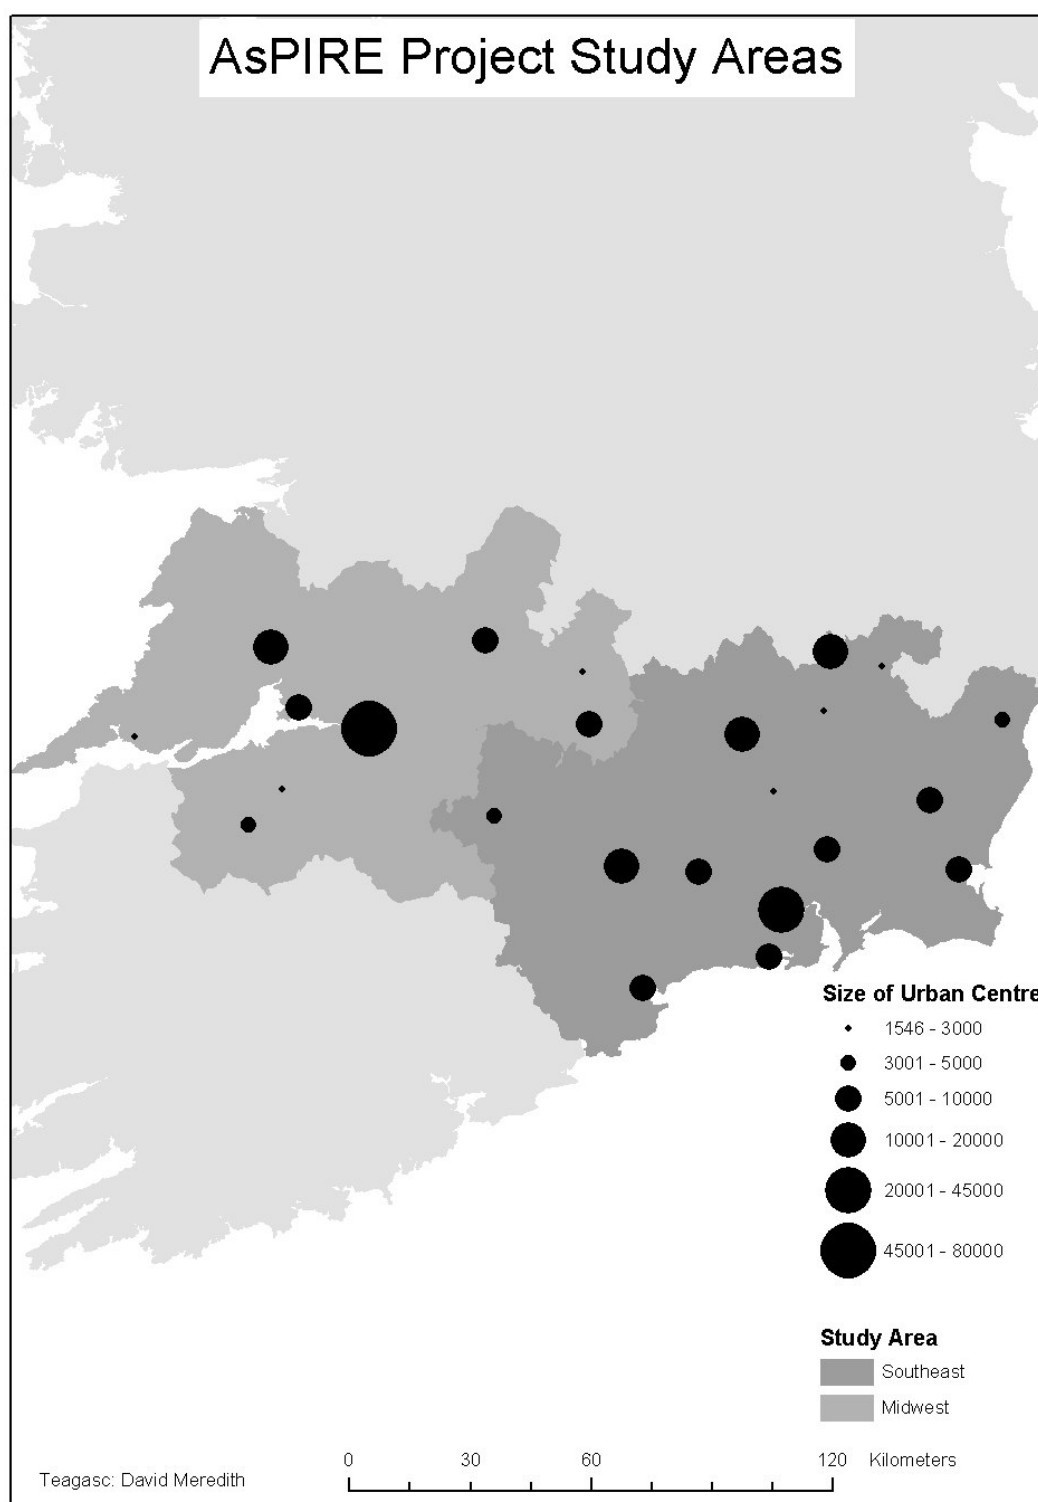 AsPIRE Project Study Areas
Size of Urban Centre
1546 - 3000
3001 - 5000
5001 - 10000
10001 - 20000
20001 - 45000
45001 - 80000
Study Area
Southeast
Midwest
0 30 60 120 Kilometers
Teagasc: David Meredith